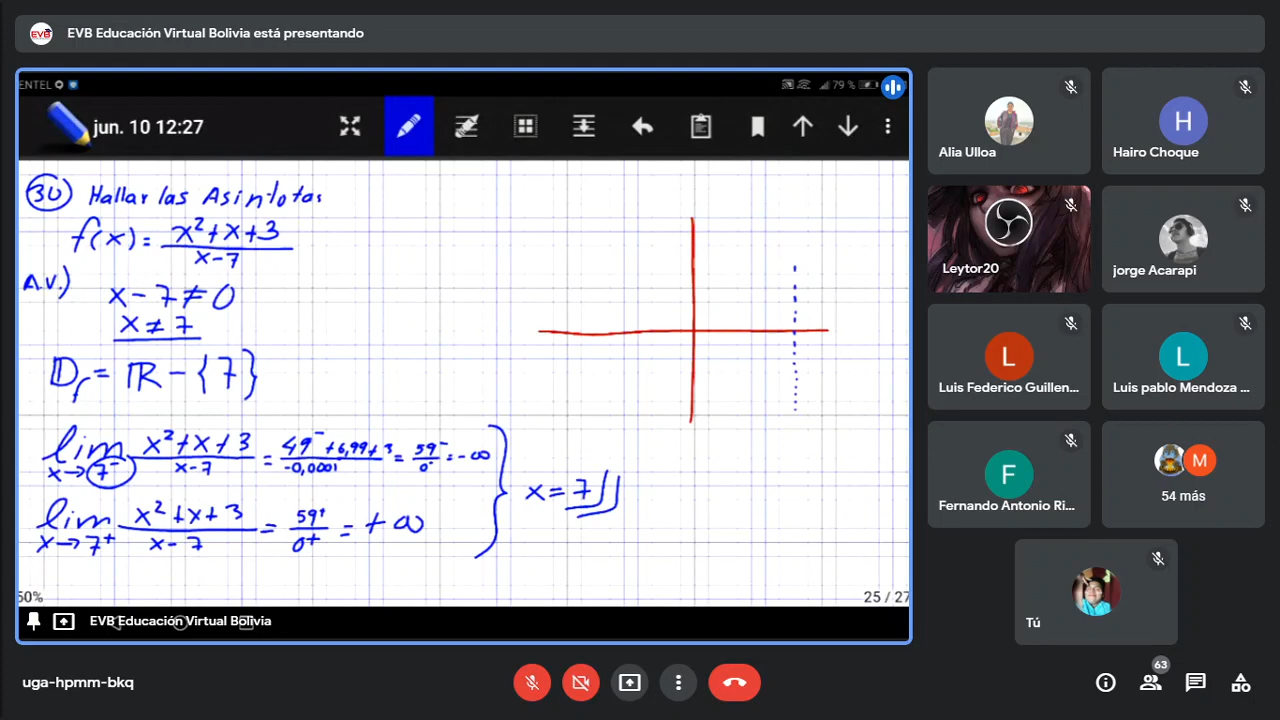 EVB Educación Virtual Bolivia está presentando
ENTEL
79 %
jun. 10 12:27
30 Hallar las Asintotas
f(x) = x²+x+3 / x-7
A.V.) x-7≠0
x≠7
Df = ℝ - {7}
lim x→7⁻ x²+x+3 / x-7 = 49⁻+6,99+3 / -0,0001 = 59⁻ / 0⁻ = -∞
lim x→7⁺ x²+x+3 / x-7 = 59⁺ / 0⁺ = +∞
x = 7
50%
25 / 27
EVB Educación Virtual Bolivia
Alia Ulloa
H
Hairo Choque
Leytor20
jorge Acarapi
L
Luis Federico Guillen...
L
Luis pablo Mendoza ...
F
Fernando Antonio Ri...
M
54 más
Tú
uga-hpmm-bkq
63